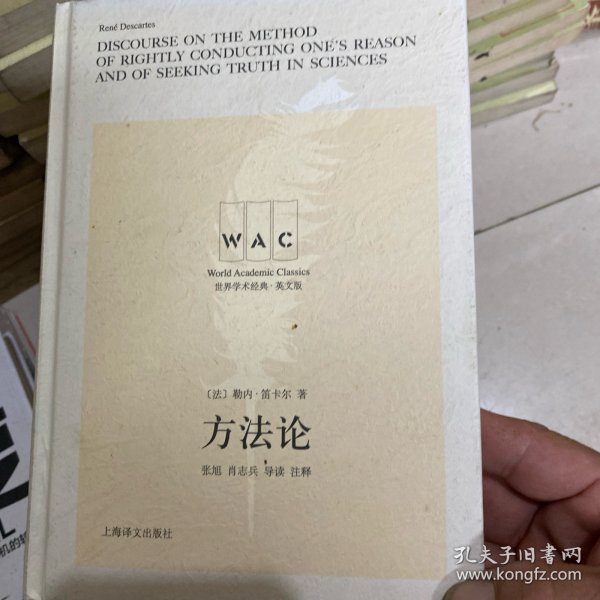 René Descartes
DISCOURSE ON THE METHOD
OF RIGHTLY CONDUCTING ONE'S REASON
AND OF SEEKING TRUTH IN SCIENCES
WAC
World Academic Classics
世界学术经典·英文版
〔法〕勒内·笛卡尔 著
方法论
张旭 肖志兵 导读 注释
上海译文出版社
孔夫子旧书网
www.kongfz.com